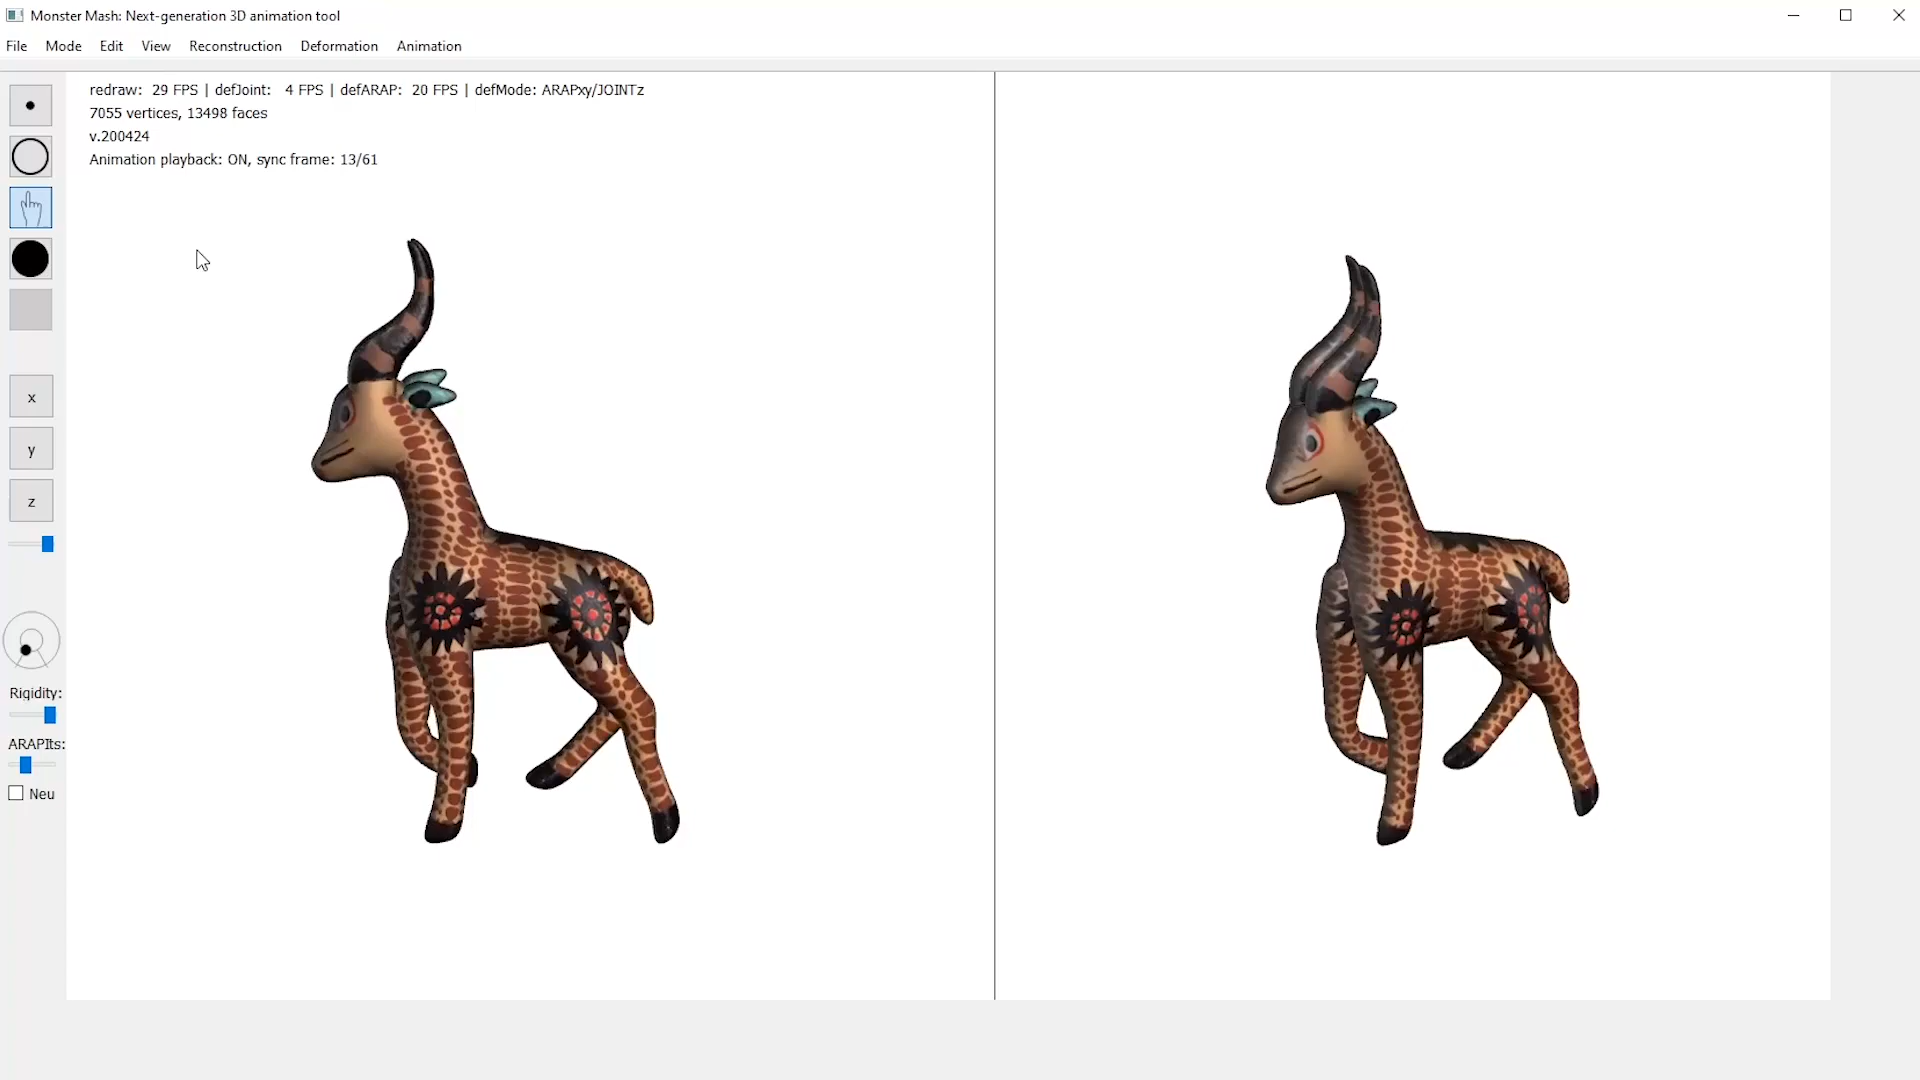 Monster Mash: Next-generation 3D animation tool
File Mode Edit View Reconstruction Deformation Animation
redraw: 29 FPS | defJoint: 4 FPS | defARAP: 20 FPS | defMode: ARAPxy/JOINTz
7055 vertices, 13498 faces
v.200424
Animation playback: ON, sync frame: 13/61
x
y
z
Rigidity:
ARAPIts:
Neu